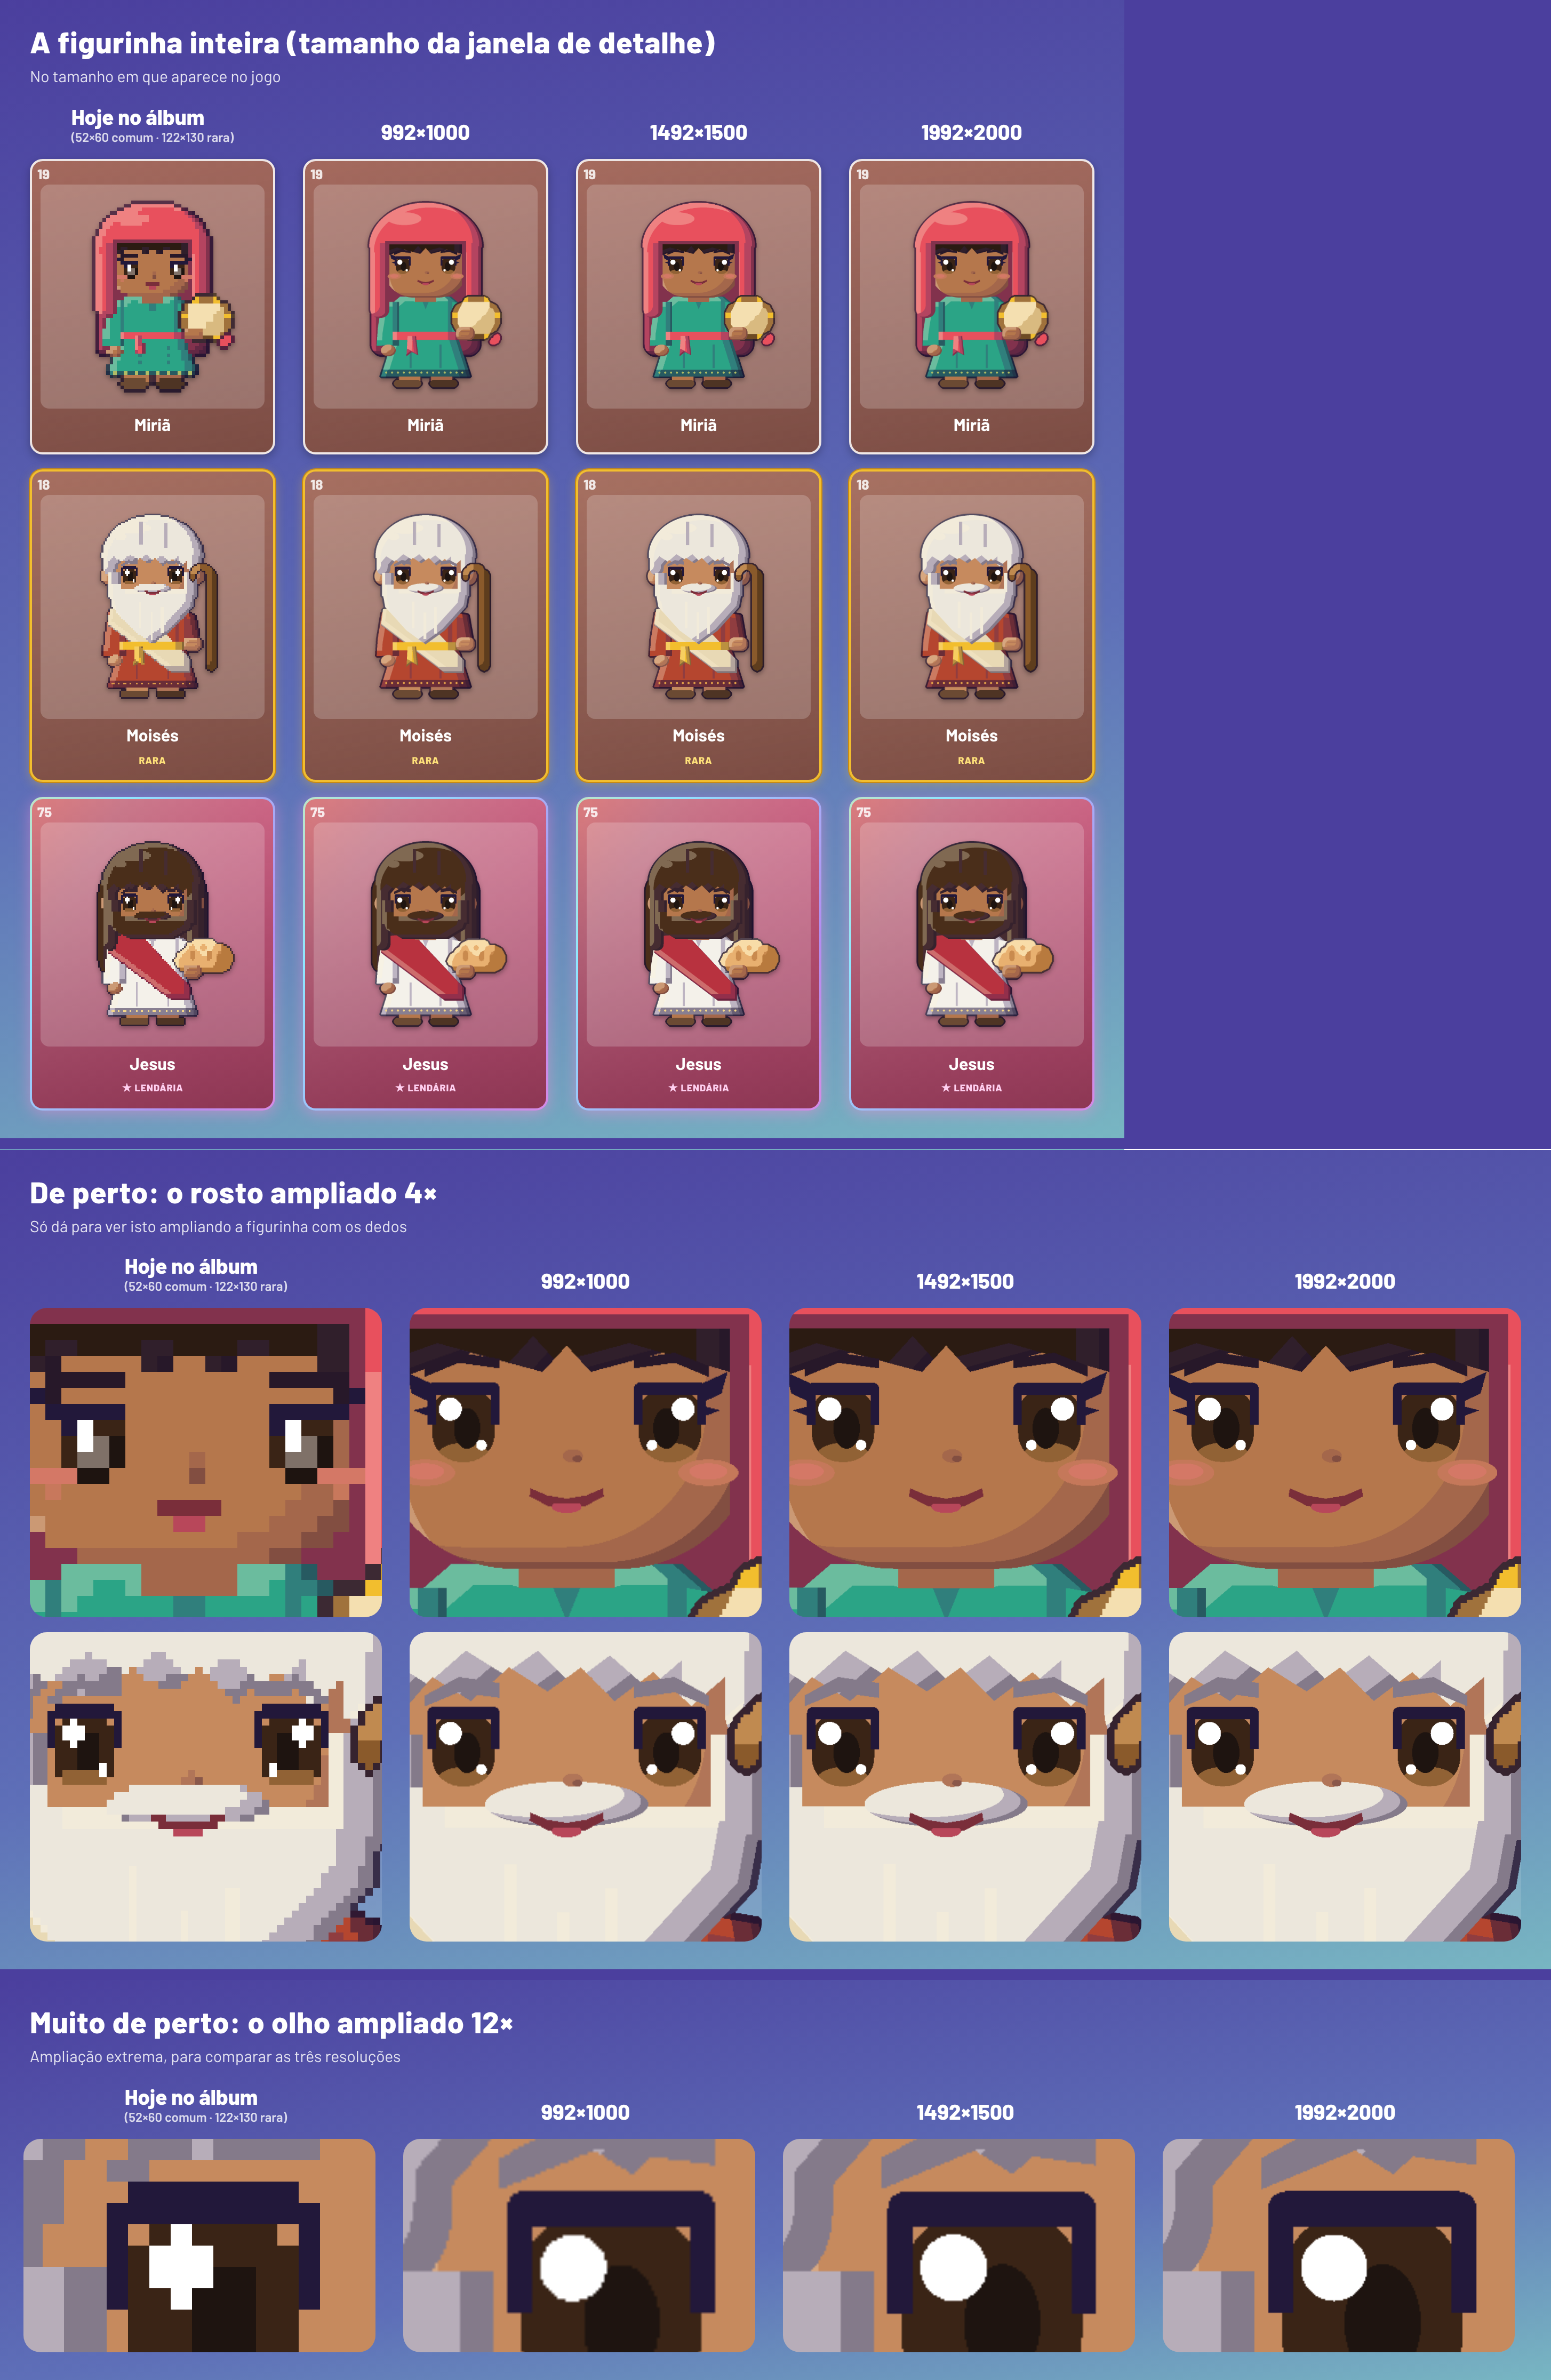 A figurinha inteira (tamanho da janela de detalhe)
No tamanho em que aparece no jogo
Hoje no álbum
(52×60 comum · 122×130 rara)
992×1000
1492×1500
1992×2000
19
19
19
19
Miriã
Miriã
Miriã
Miriã
18
18
18
18
Moisés
Moisés
Moisés
Moisés
RARA
RARA
RARA
RARA
75
75
75
75
Jesus
Jesus
Jesus
Jesus
★ LENDÁRIA
★ LENDÁRIA
★ LENDÁRIA
★ LENDÁRIA
De perto: o rosto ampliado 4×
Só dá para ver isto ampliando a figurinha com os dedos
Hoje no álbum
(52×60 comum · 122×130 rara)
992×1000
1492×1500
1992×2000
Muito de perto: o olho ampliado 12×
Ampliação extrema, para comparar as três resoluções
Hoje no álbum
(52×60 comum · 122×130 rara)
992×1000
1492×1500
1992×2000